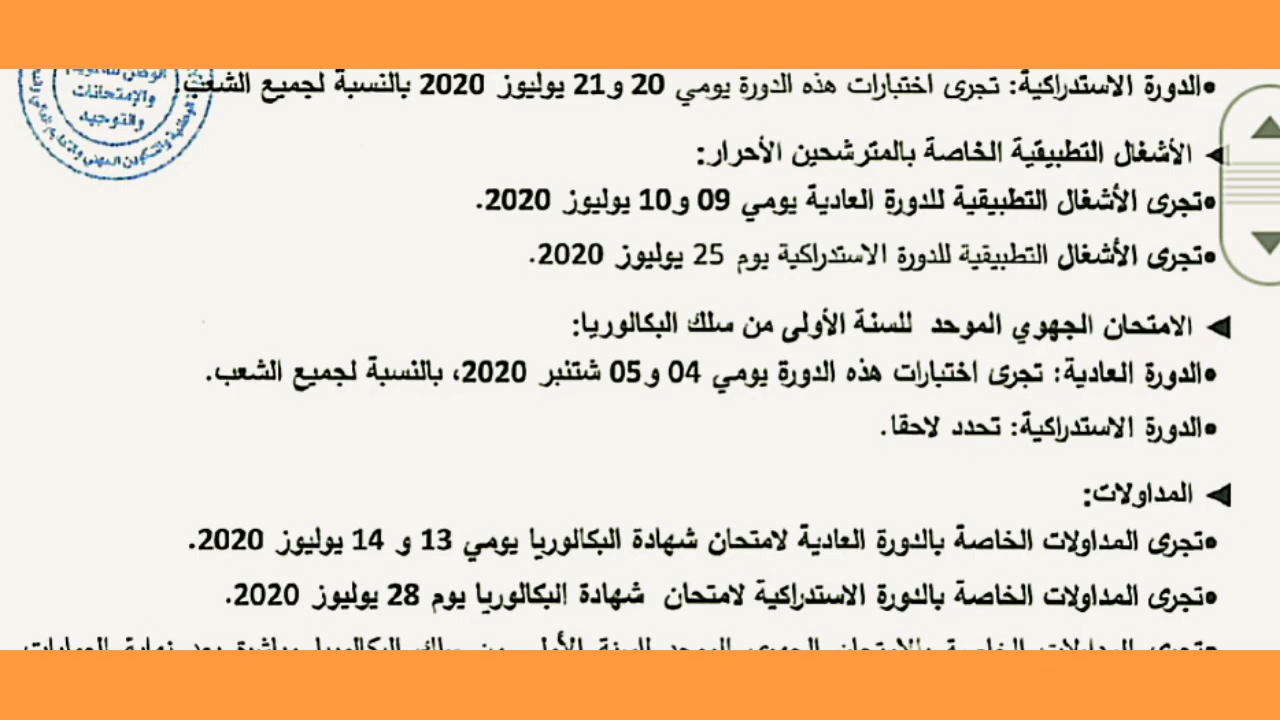 •الدورة الاستدراكية: تجرى اختبارات هذه الدورة يومي 20 و21 يوليوز 2020 بالنسبة لجميع الشعب.
والإمتحانات
والتوجيه
◄ الأشغال التطبيقية الخاصة بالمترشحين الأحرار:
•تجرى الأشغال التطبيقية للدورة العادية يومي 09 و10 يوليوز 2020.
•تجرى الأشغال التطبيقية للدورة الاستدراكية يوم 25 يوليوز 2020.
◄ الامتحان الجهوي الموحد للسنة الأولى من سلك البكالوريا:
•الدورة العادية: تجرى اختبارات هذه الدورة يومي 04 و05 شتنبر 2020، بالنسبة لجميع الشعب.
•الدورة الاستدراكية: تحدد لاحقا.
◄ المداولات:
•تجرى المداولات الخاصة بالدورة العادية لامتحان شهادة البكالوريا يومي 13 و 14 يوليوز 2020.
•تجرى المداولات الخاصة بالدورة الاستدراكية لامتحان شهادة البكالوريا يوم 28 يوليوز 2020.